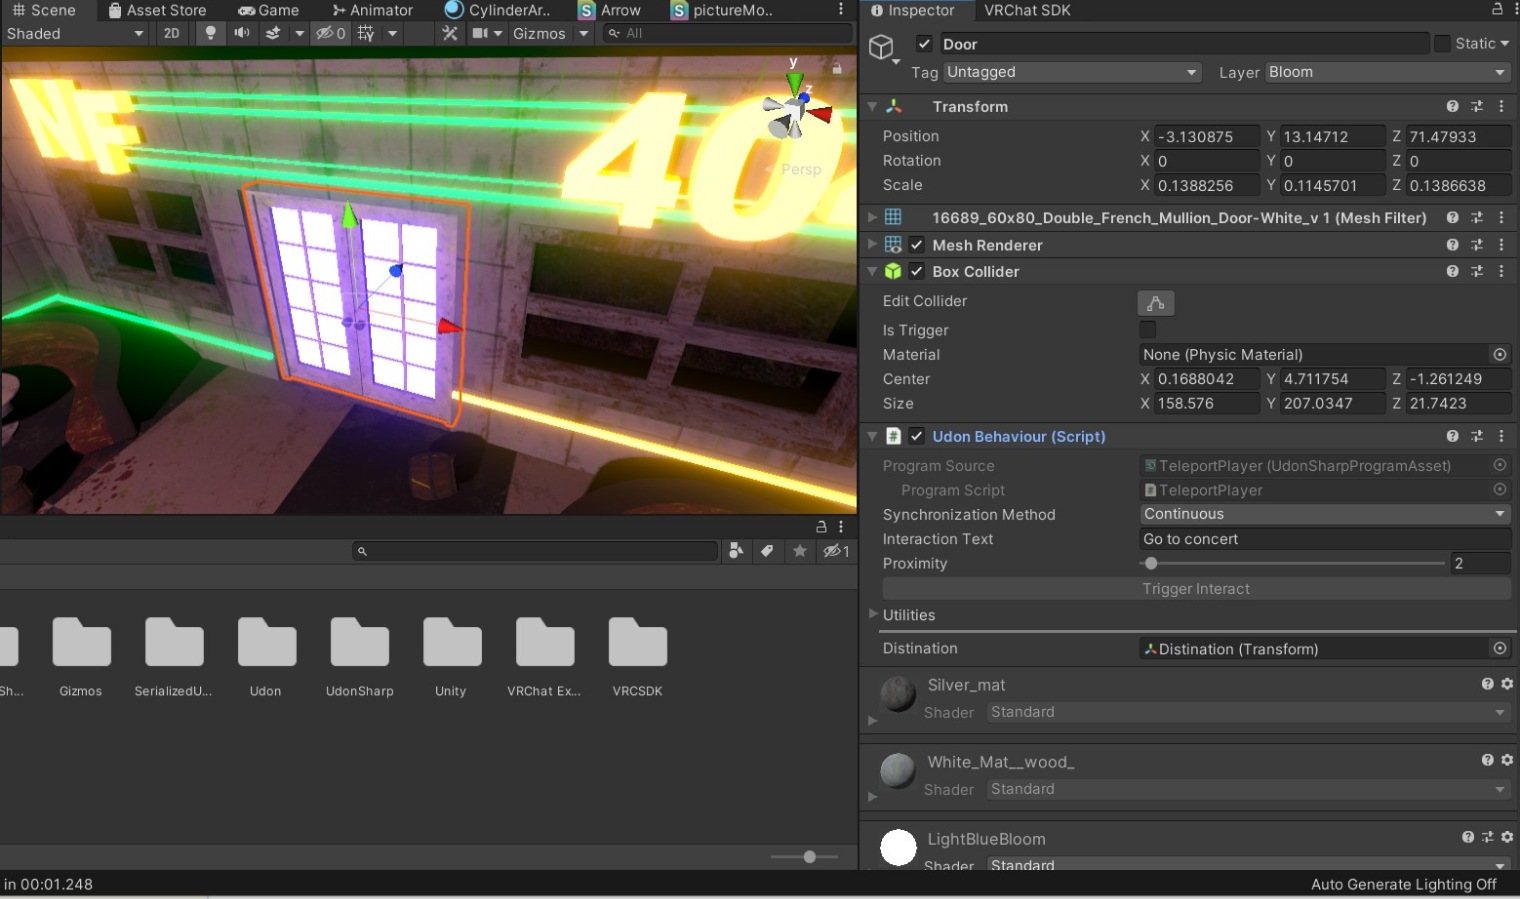 Scene Asset Store Game Animator CylinderAr.. Arrow pictureMo..
Shaded 2D 0 Gizmos All
NF
40
y
z
< Persp
1
Sh... Gizmos SerializedU... Udon UdonSharp Unity VRChat Ex... VRCSDK
in 00:01.248
Inspector VRChat SDK
Door Static
Tag Untagged Layer Bloom
Transform
Position X -3.130875 Y 13.14712 Z 71.47933
Rotation X 0 Y 0 Z 0
Scale X 0.1388256 Y 0.1145701 Z 0.1386638
16689_60x80_Double_French_Mullion_Door-White_v 1 (Mesh Filter)
Mesh Renderer
Box Collider
Edit Collider
Is Trigger
Material None (Physic Material)
Center X 0.1688042 Y 4.711754 Z -1.261249
Size X 158.576 Y 207.0347 Z 21.7423
Udon Behaviour (Script)
Program Source TeleportPlayer (UdonSharpProgramAsset)
Program Script TeleportPlayer
Synchronization Method Continuous
Interaction Text Go to concert
Proximity 2
Trigger Interact
Utilities
Distination Distination (Transform)
Silver_mat
Shader Standard
White_Mat__wood_
Shader Standard
LightBlueBloom
Shader Standard
Auto Generate Lighting Off